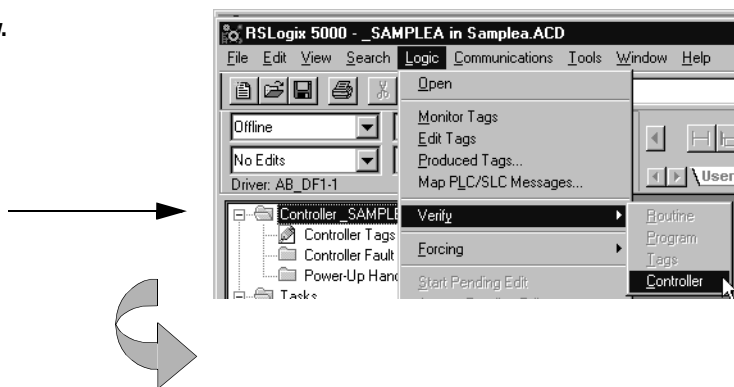 y.
RSLogix 5000 - _SAMPLEA in Samplea.ACD
File Edit View Search Logic Communications Tools Window Help
Open
Monitor Tags
Offline
Edit Tags
Produced Tags...
No Edits
Map PLC/SLC Messages...
User
Driver: AB_DF1-1
Controller _SAMPLE
Verify
Routine
Controller Tags
Program
Controller Fault
Forcing
Tags
Power-Up Han
Start Pending Edit
Controller
Tasks